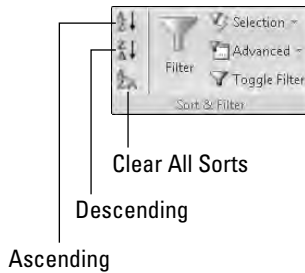 Selection
Advanced
Filter
Toggle Filter
Sort & Filter
Clear All Sorts
Descending
Ascending